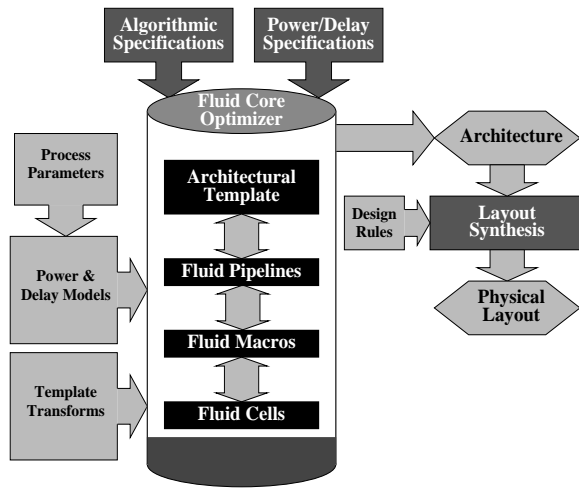 Algorithmic
Specifications
Power/Delay
Specifications
Fluid Core
Optimizer
Process
Parameters
Architectural
Template
Architecture
Design
Rules
Layout
Synthesis
Power &
Delay Models
Fluid Pipelines
Physical
Layout
Fluid Macros
Template
Transforms
Fluid Cells